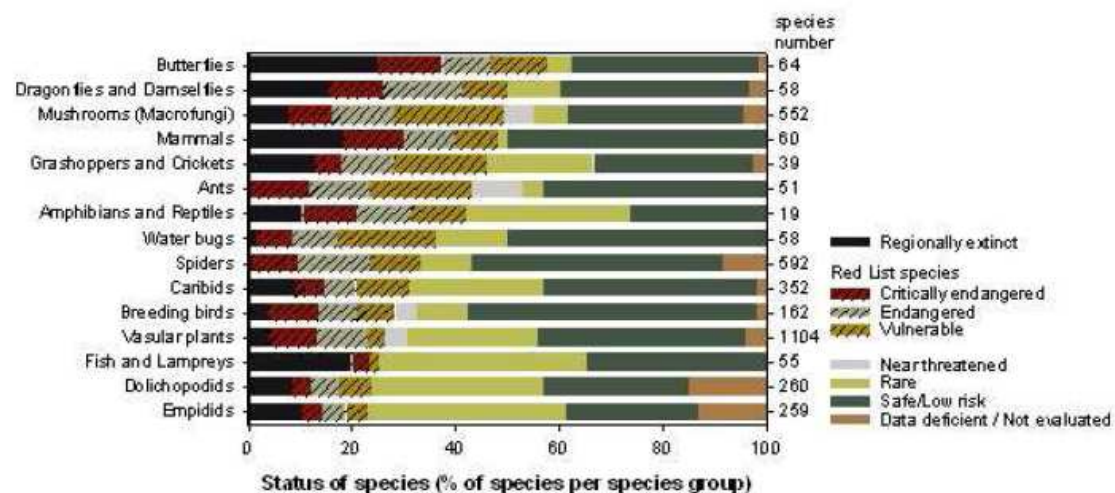 species
number
Butterflies 64
Dragonflies and Damselflies 58
Mushrooms (Macrofungi) 552
Mammals 60
Grashoppers and Crickets 39
Ants 51
Amphibians and Reptiles 19
Water bugs 58
Spiders 592
Caribids 352
Breeding birds 162
Vasular plants 1104
Fish and Lampreys 55
Dolichopodids 260
Empidids 259
0 20 40 60 80 100
Status of species (% of species per species group)
Regionally extinct
Red List species
Critically endangered
Endangered
Vulnerable
Near threatened
Rare
Safe/Low risk
Data deficient / Not evaluated